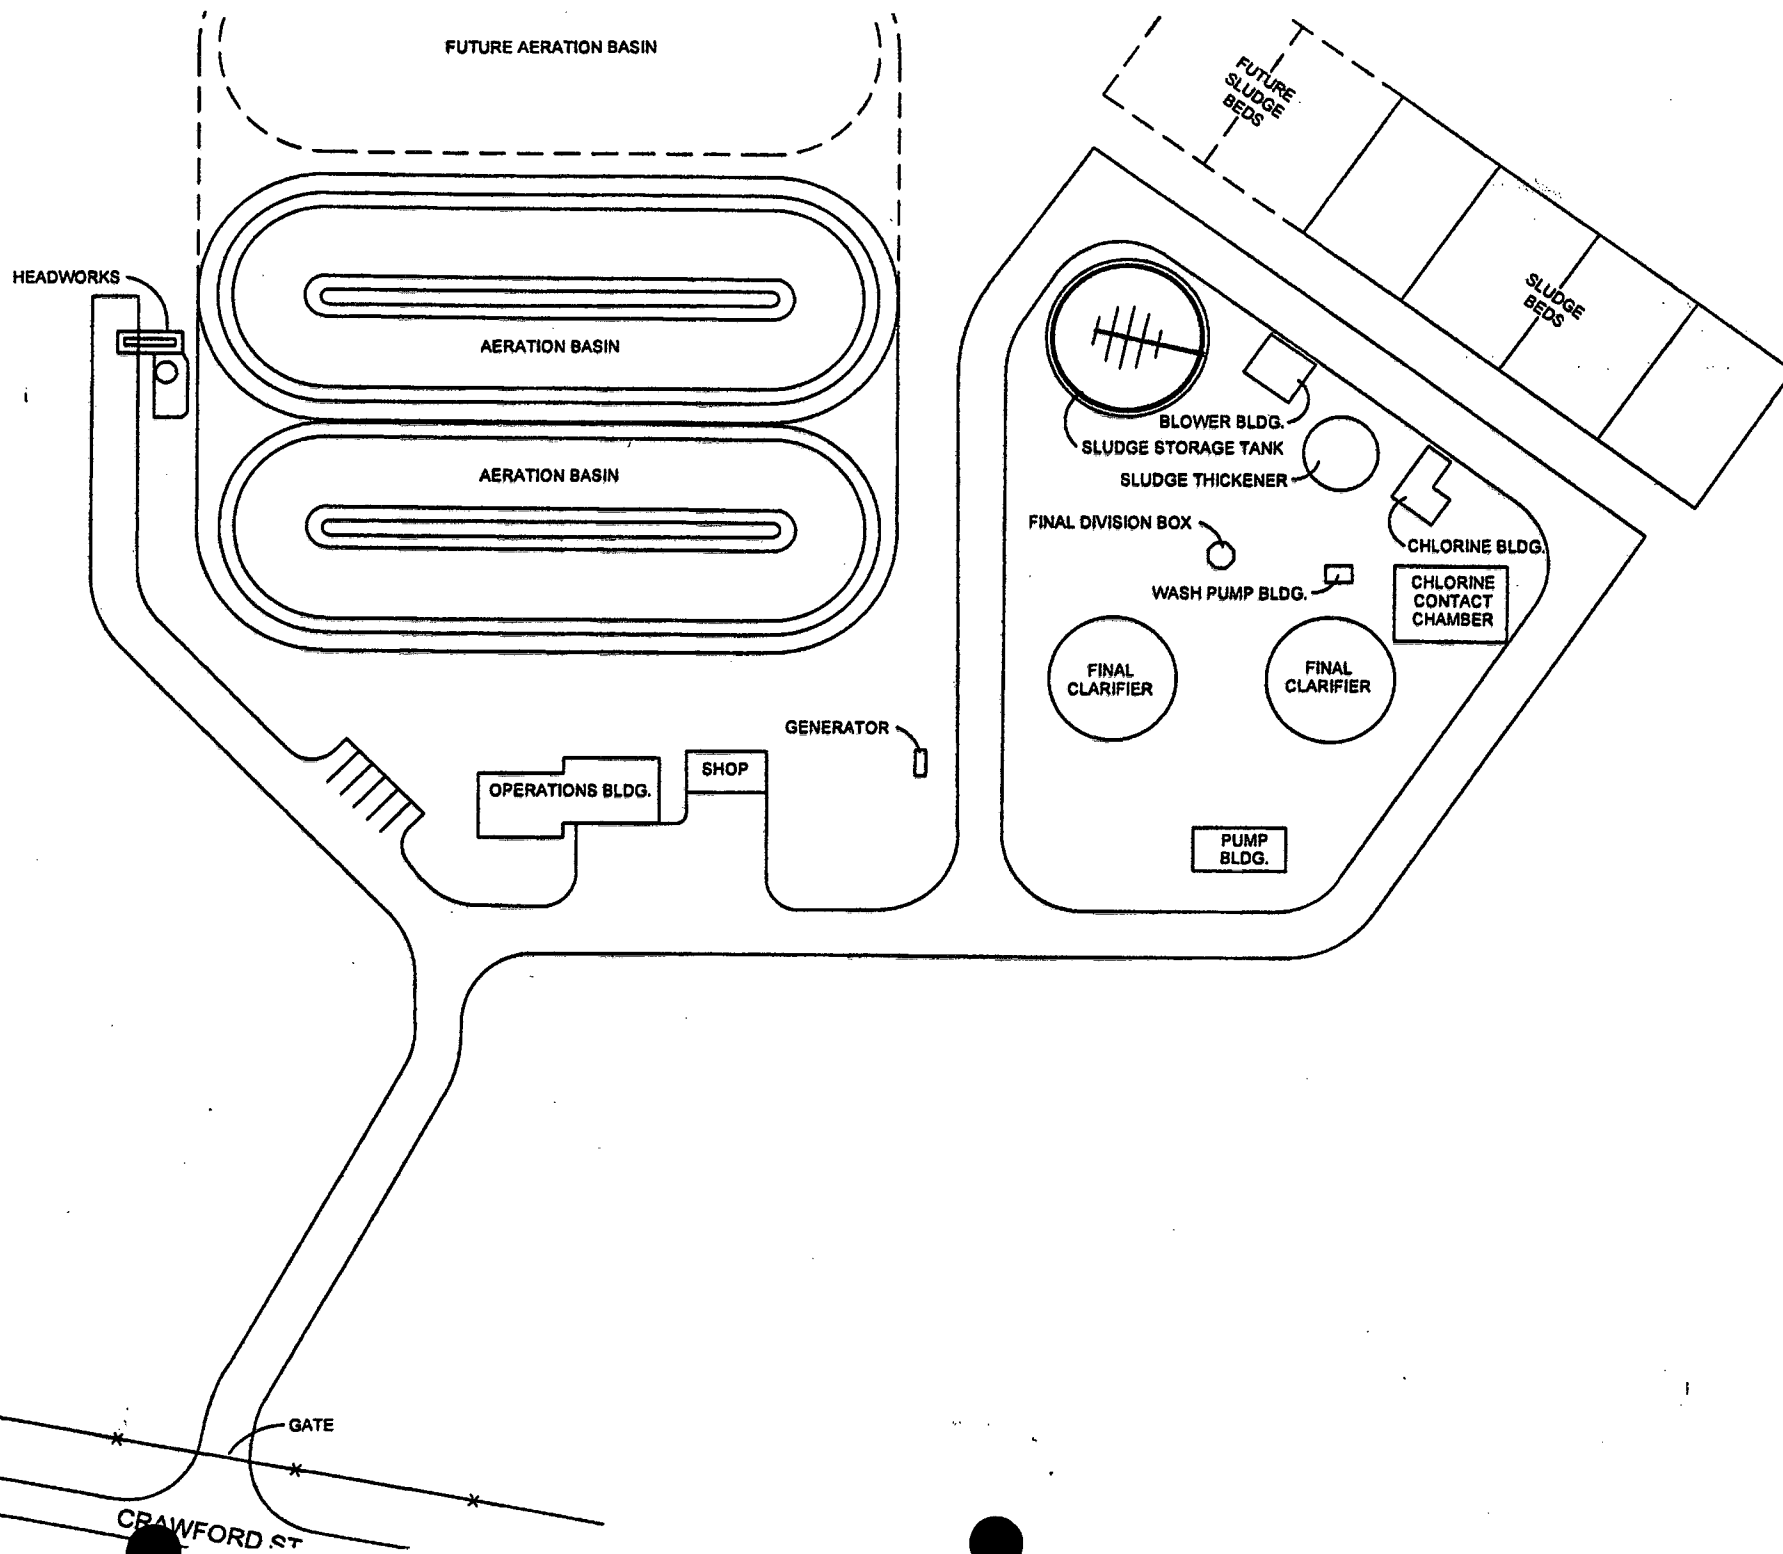 FUTURE AERATION BASIN
FUTURE
SLUDGE
BEDS
HEADWORKS
SLUDGE
BEDS
AERATION BASIN
BLOWER BLDG.
SLUDGE STORAGE TANK
AERATION BASIN
SLUDGE THICKENER
FINAL DIVISION BOX
CHLORINE BLDG.
WASH PUMP BLDG.
CHLORINE
CONTACT
CHAMBER
FINAL
CLARIFIER
FINAL
CLARIFIER
GENERATOR
SHOP
OPERATIONS BLDG.
PUMP
BLDG.
GATE
CRAWFORD ST